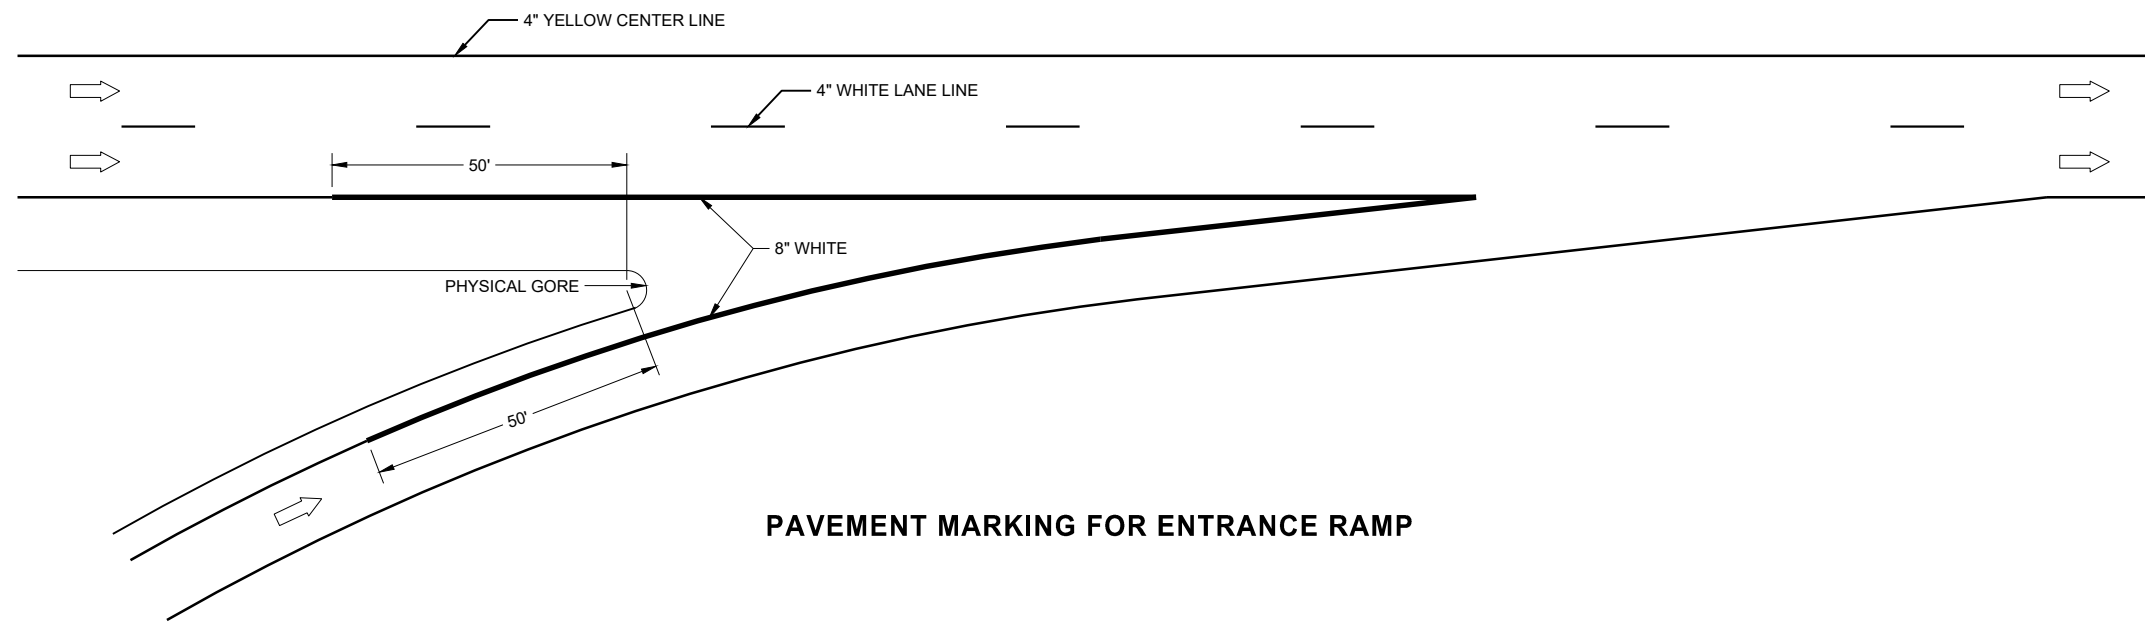 4" YELLOW CENTER LINE
4" WHITE LANE LINE
50'
8" WHITE
PHYSICAL GORE
50'
PAVEMENT MARKING FOR ENTRANCE RAMP